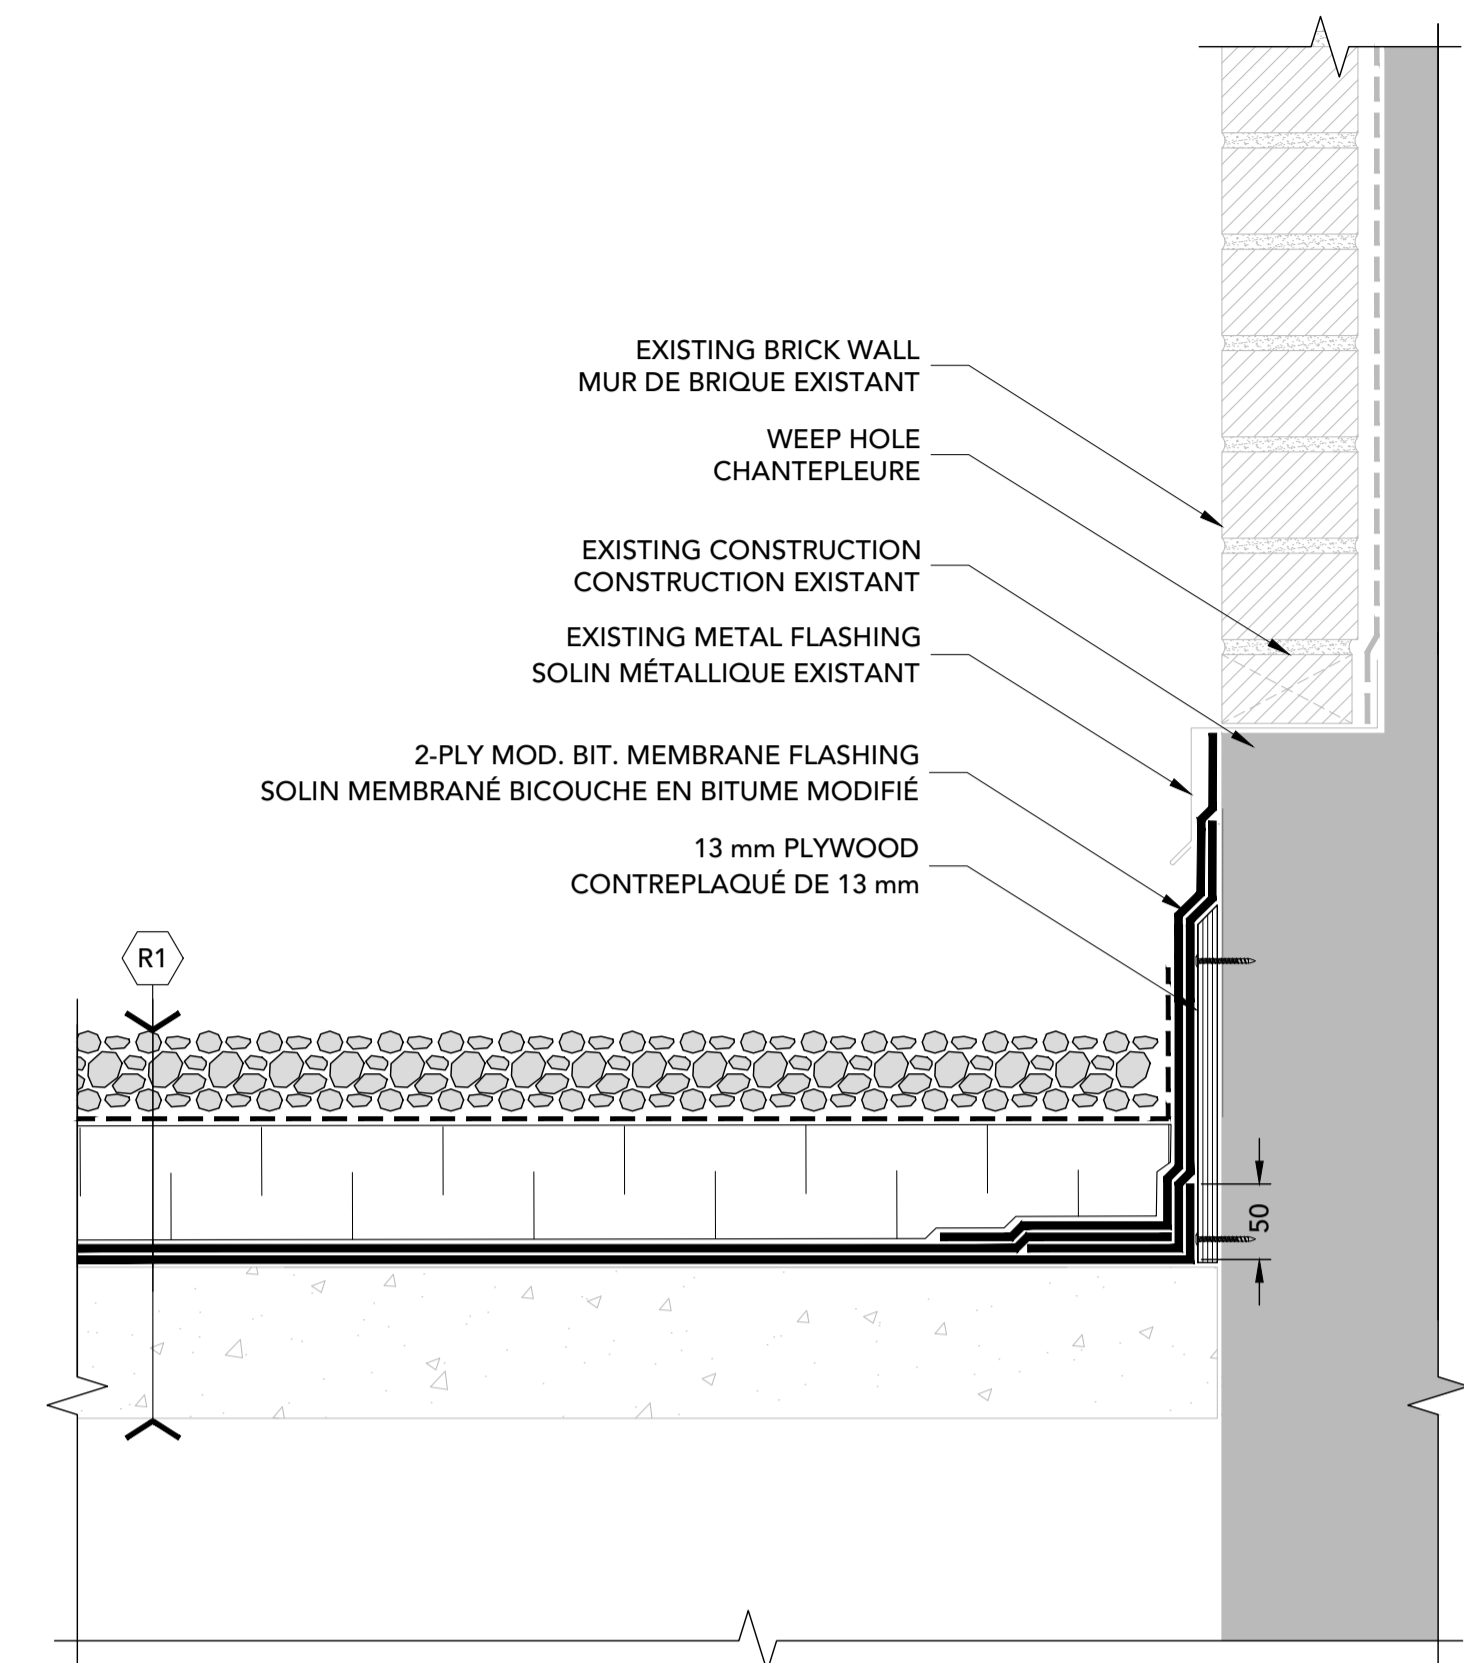 EXISTING BRICK WALL
MUR DE BRIQUE EXISTANT
WEEP HOLE
CHANTEPLEURE
EXISTING CONSTRUCTION
CONSTRUCTION EXISTANT
EXISTING METAL FLASHING
SOLIN MÉTALLIQUE EXISTANT
2-PLY MOD. BIT. MEMBRANE FLASHING
SOLIN MEMBRANÉ BICOUCHE EN BITUME MODIFIÉ
13 mm PLYWOOD
CONTREPLAQUÉ DE 13 mm
R1
50